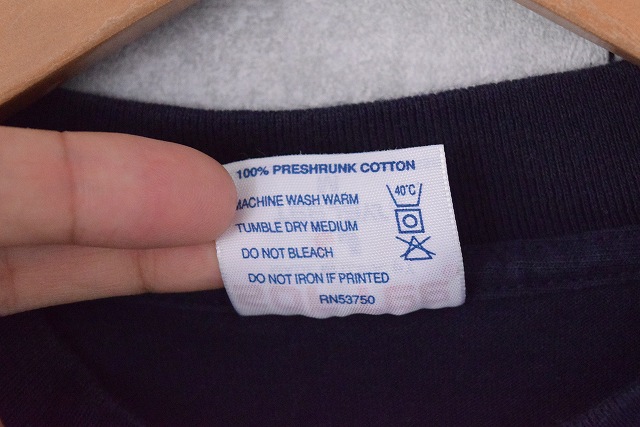 100% PRESHRUNK COTTON
MACHINE WASH WARM
40°C
TUMBLE DRY MEDIUM
DO NOT BLEACH
DO NOT IRON IF PRINTED
RN53750